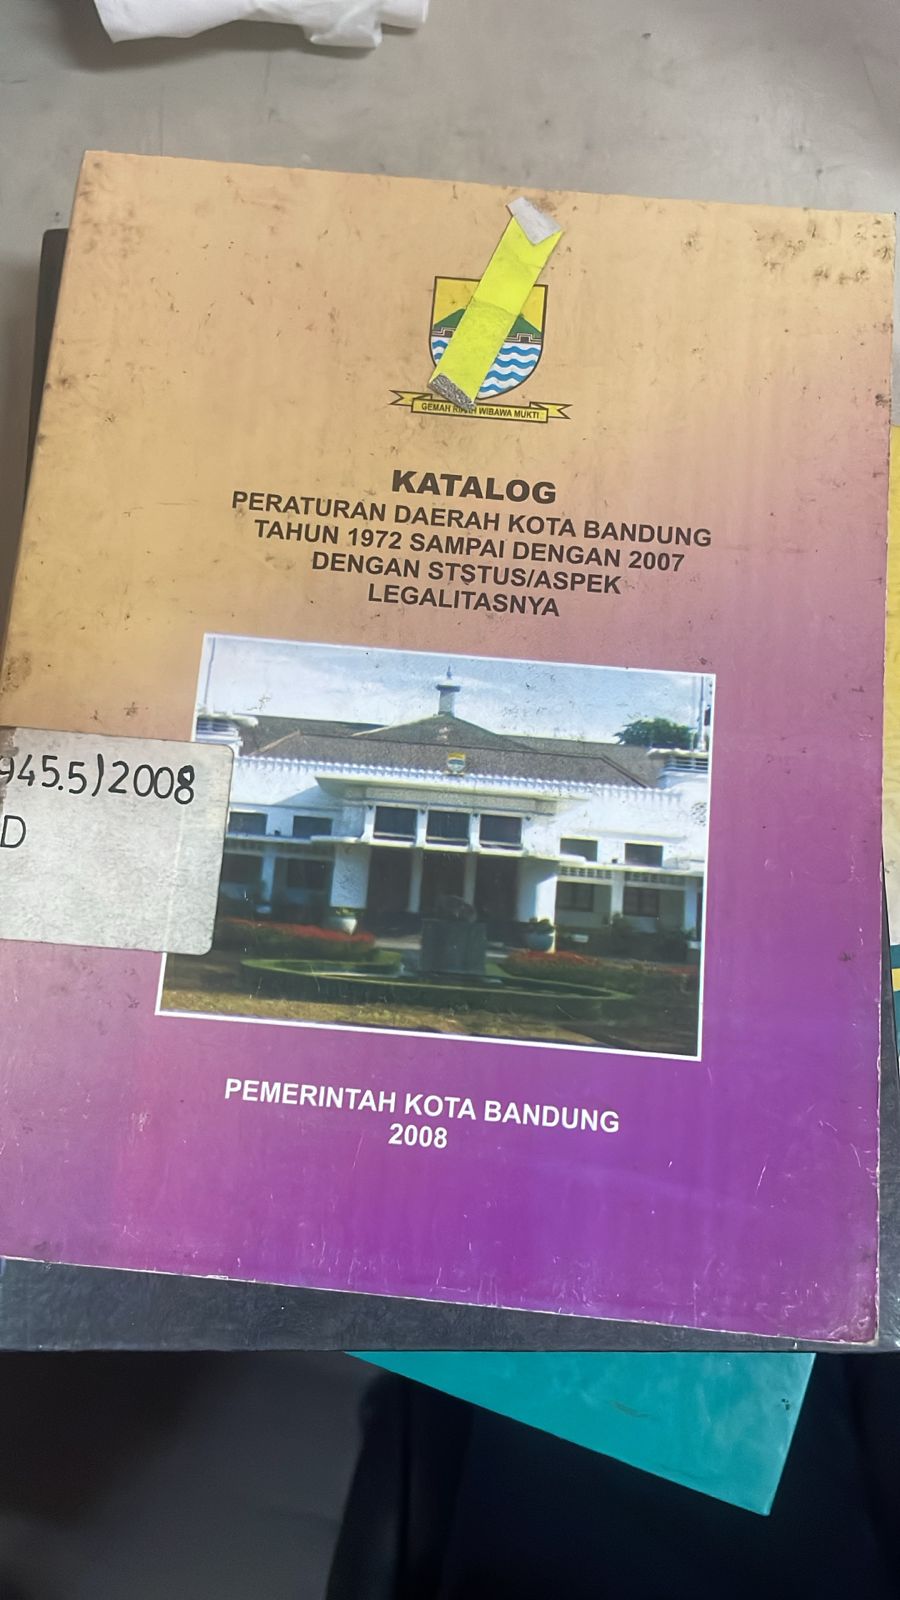 GEMAH RIPAH WIBAWA MUKTI
KATALOG
PERATURAN DAERAH KOTA BANDUNG
TAHUN 1972 SAMPAI DENGAN 2007
DENGAN STSTUS/ASPEK
LEGALITASNYA
945.5)2008
D
PEMERINTAH KOTA BANDUNG
2008